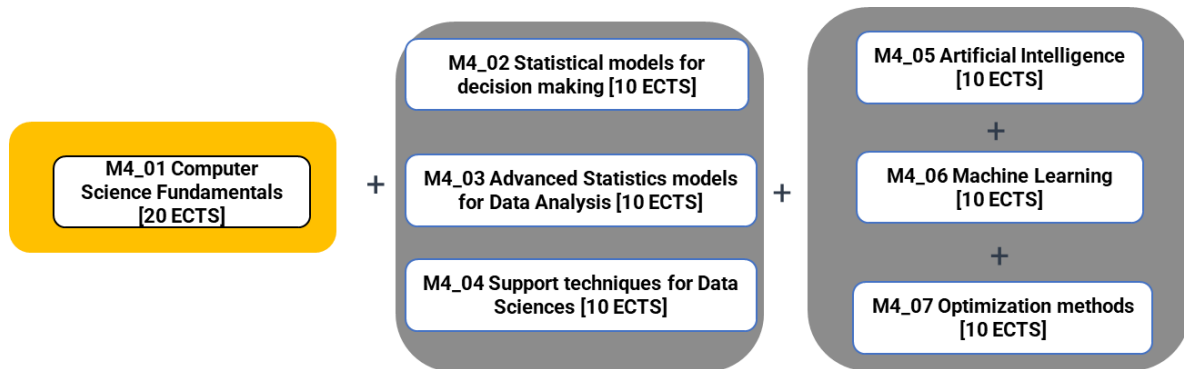 M4_01 Computer
Science Fundamentals
[20 ECTS]
+
M4_02 Statistical models for
decision making [10 ECTS]
M4_03 Advanced Statistics models
for Data Analysis [10 ECTS]
M4_04 Support techniques for Data
Sciences [10 ECTS]
+
M4_05 Artificial Intelligence
[10 ECTS]
+
M4_06 Machine Learning
[10 ECTS]
+
M4_07 Optimization methods
[10 ECTS]